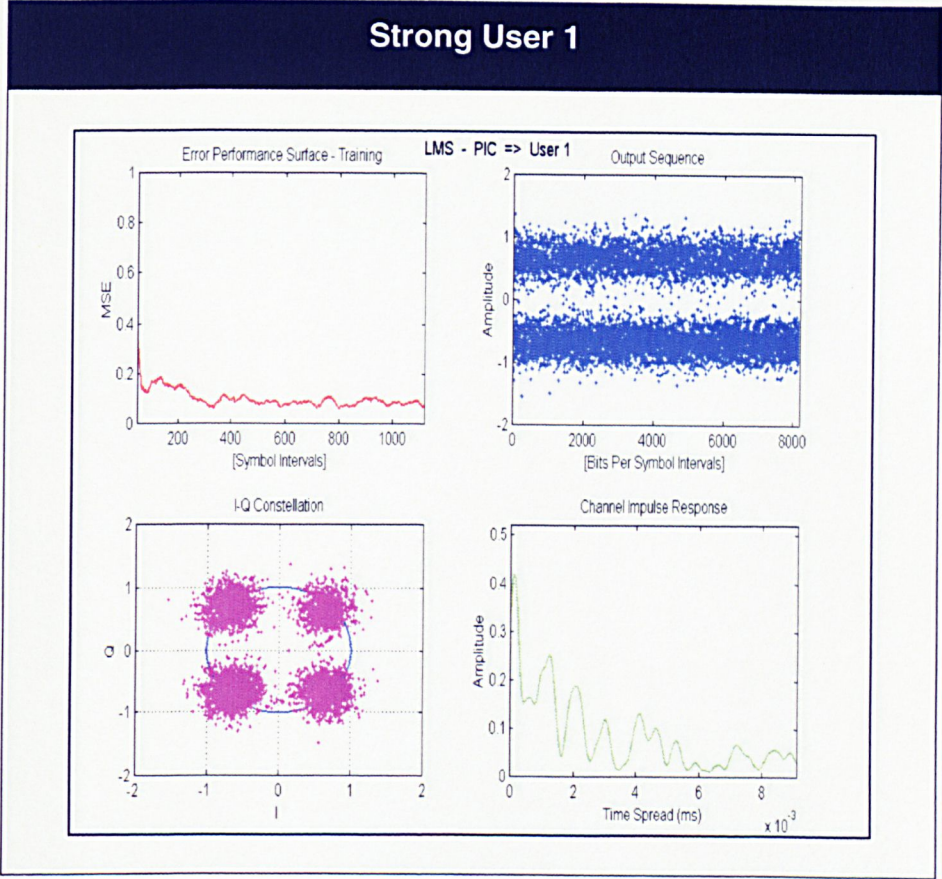 Strong User 1
LMS - PIC => User 1
Error Performance Surface - Training
MSE
1
0.8
0.6
0.4
0.2
0
200 400 600 800 1000
[Symbol Intervals]
Output Sequence
Amplitude
2
1
0
-1
-2
0 2000 4000 6000 8000
[Bits Per Symbol Intervals]
I-Q Constellation
Q
2
1
0
-1
-2
-2 -1 0 1 2
I
Channel Impulse Response
Amplitude
0.5
0.4
0.3
0.2
0.1
0
0 2 4 6 8
Time Spread (ms)
x 10-3